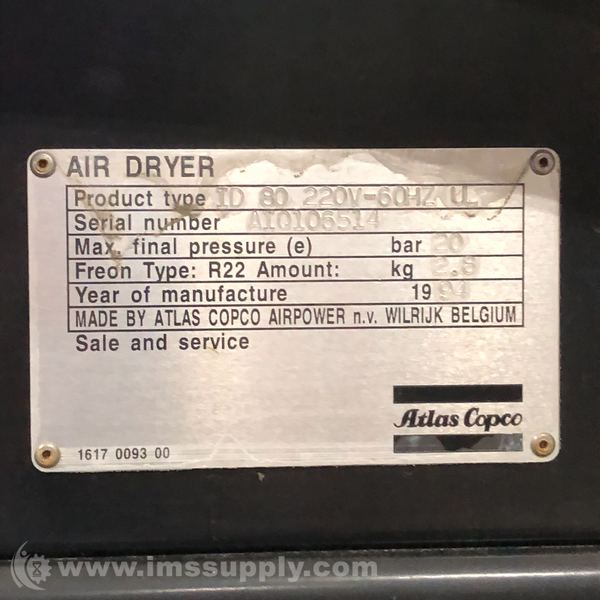 AIR DRYER
Product type ID 80 220V-60HZ UL
Serial number AIQ106514
Max. final pressure (e) bar 20
Freon Type: R22 Amount: kg 2.8
Year of manufacture 1994
MADE BY ATLAS COPCO AIRPOWER n.v. WILRIJK BELGIUM
Sale and service
Atlas Copco
1617 0093 00
www.imssupply.com